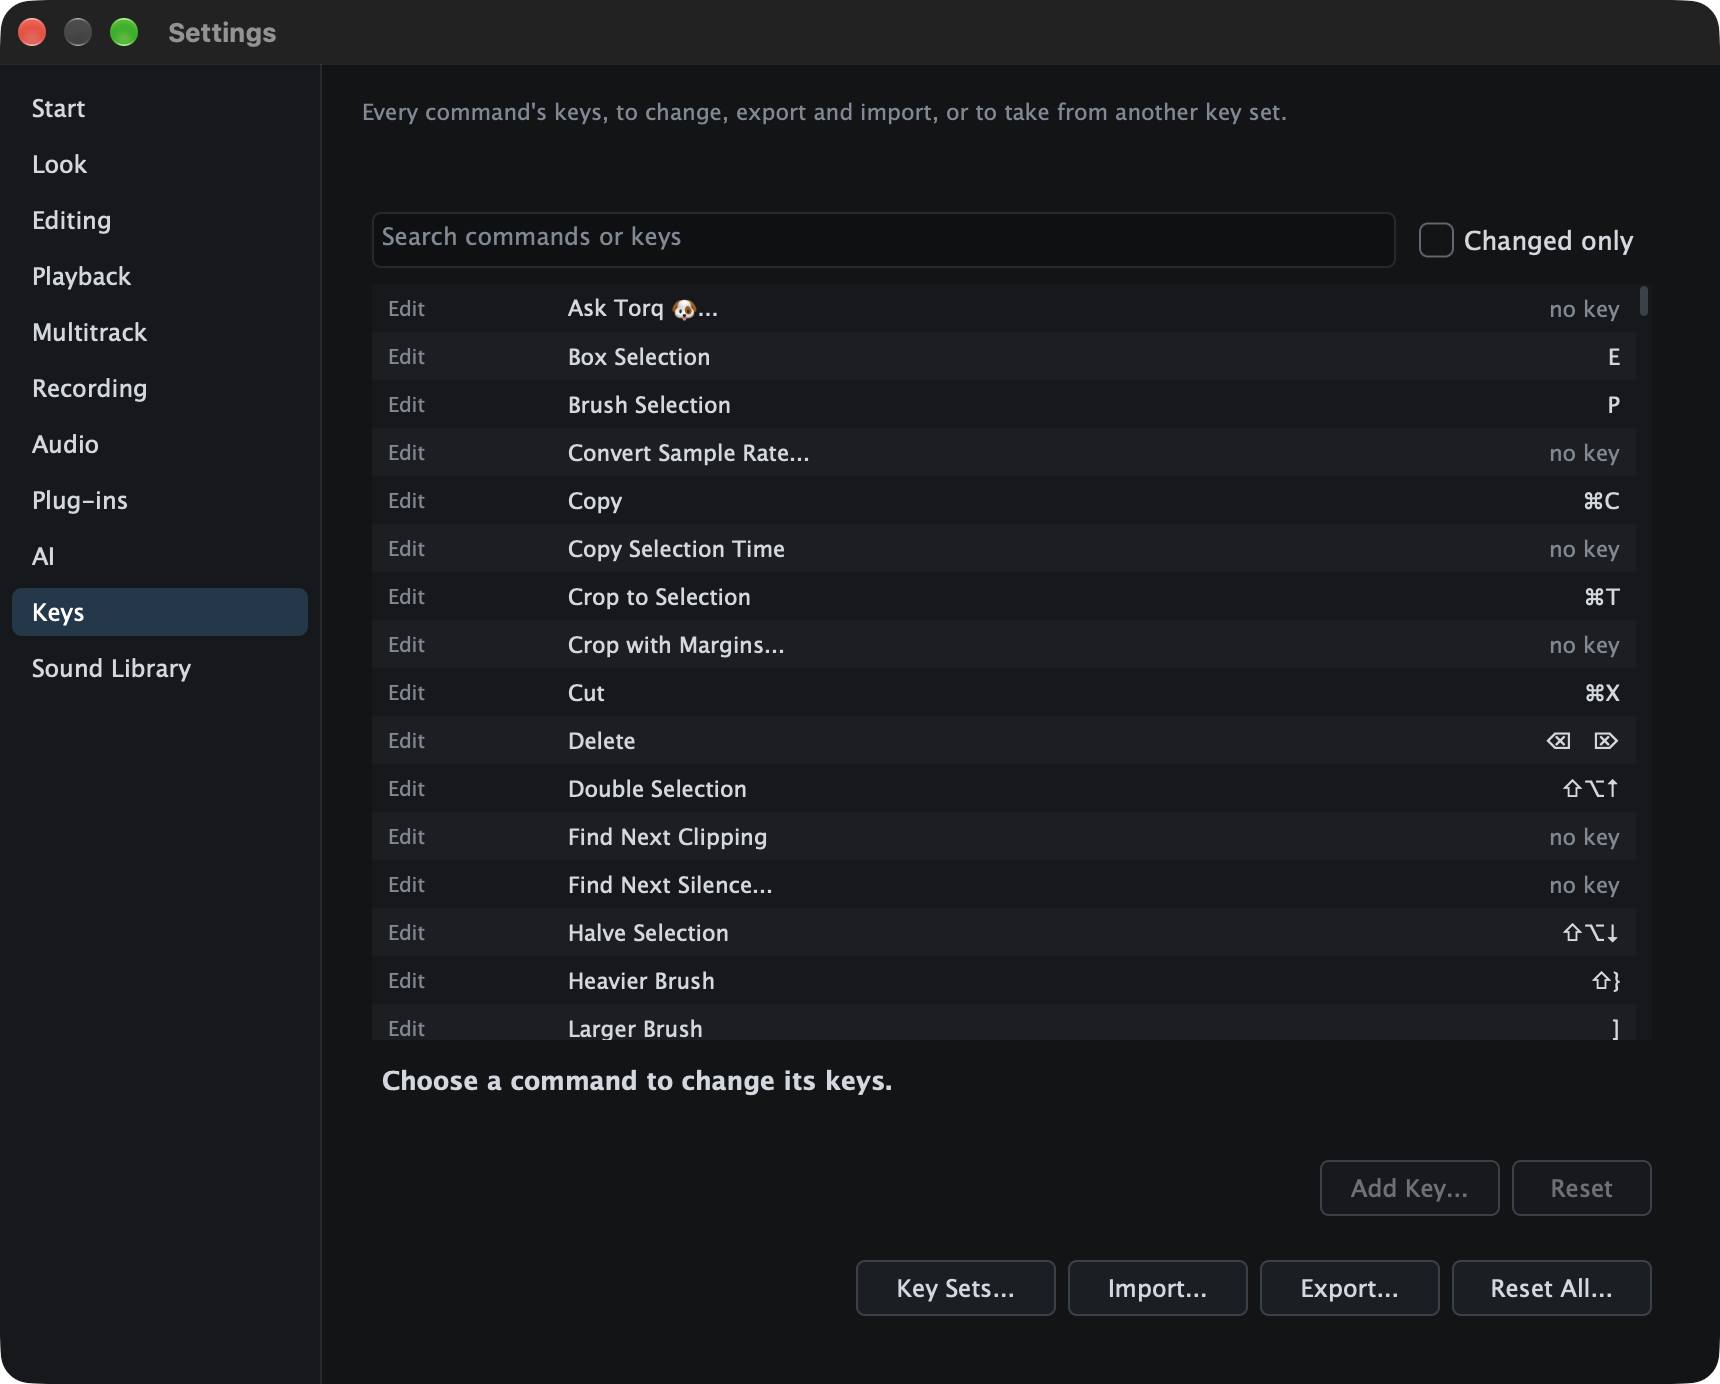 Settings
Start
Look
Editing
Playback
Multitrack
Recording
Audio
Plug-ins
AI
Keys
Sound Library
Every command's keys, to change, export and import, or to take from another key set.
Search commands or keys
Changed only
Edit Ask Torq 🐶... no key
Edit Box Selection E
Edit Brush Selection P
Edit Convert Sample Rate... no key
Edit Copy ⌘C
Edit Copy Selection Time no key
Edit Crop to Selection ⌘T
Edit Crop with Margins... no key
Edit Cut ⌘X
Edit Delete ⌫ ⌦
Edit Double Selection ⇧⌥↑
Edit Find Next Clipping no key
Edit Find Next Silence... no key
Edit Halve Selection ⇧⌥↓
Edit Heavier Brush ⇧}
Edit Larger Brush ]
Choose a command to change its keys.
Add Key... Reset
Key Sets... Import... Export... Reset All...